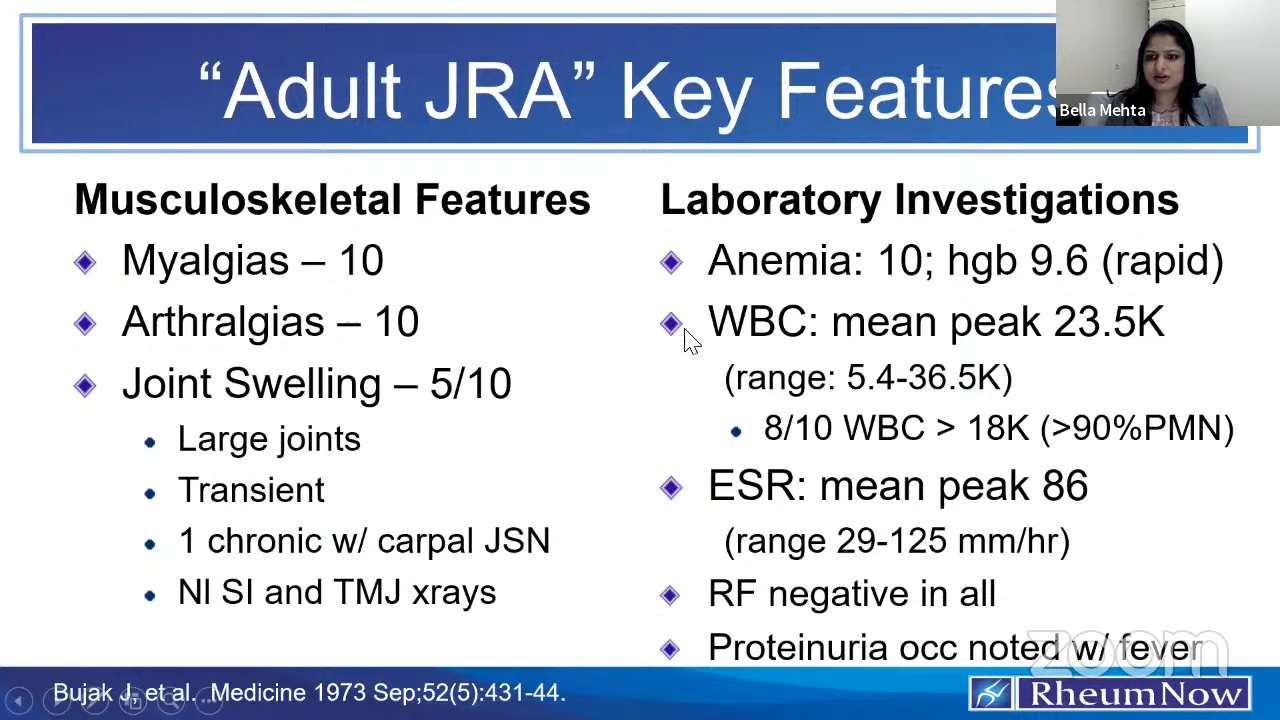 “Adult JRA” Key Features
Bella Mehta
Musculoskeletal Features
Myalgias – 10
Arthralgias – 10
Joint Swelling – 5/10
Large joints
Transient
1 chronic w/ carpal JSN
Nl SI and TMJ xrays
Laboratory Investigations
Anemia: 10; hgb 9.6 (rapid)
WBC: mean peak 23.5K
(range: 5.4-36.5K)
8/10 WBC > 18K (>90%PMN)
ESR: mean peak 86
(range 29-125 mm/hr)
RF negative in all
Proteinuria occ noted w/ fever
zoom
Bujak J, et al. Medicine 1973 Sep;52(5):431-44.
RheumNow